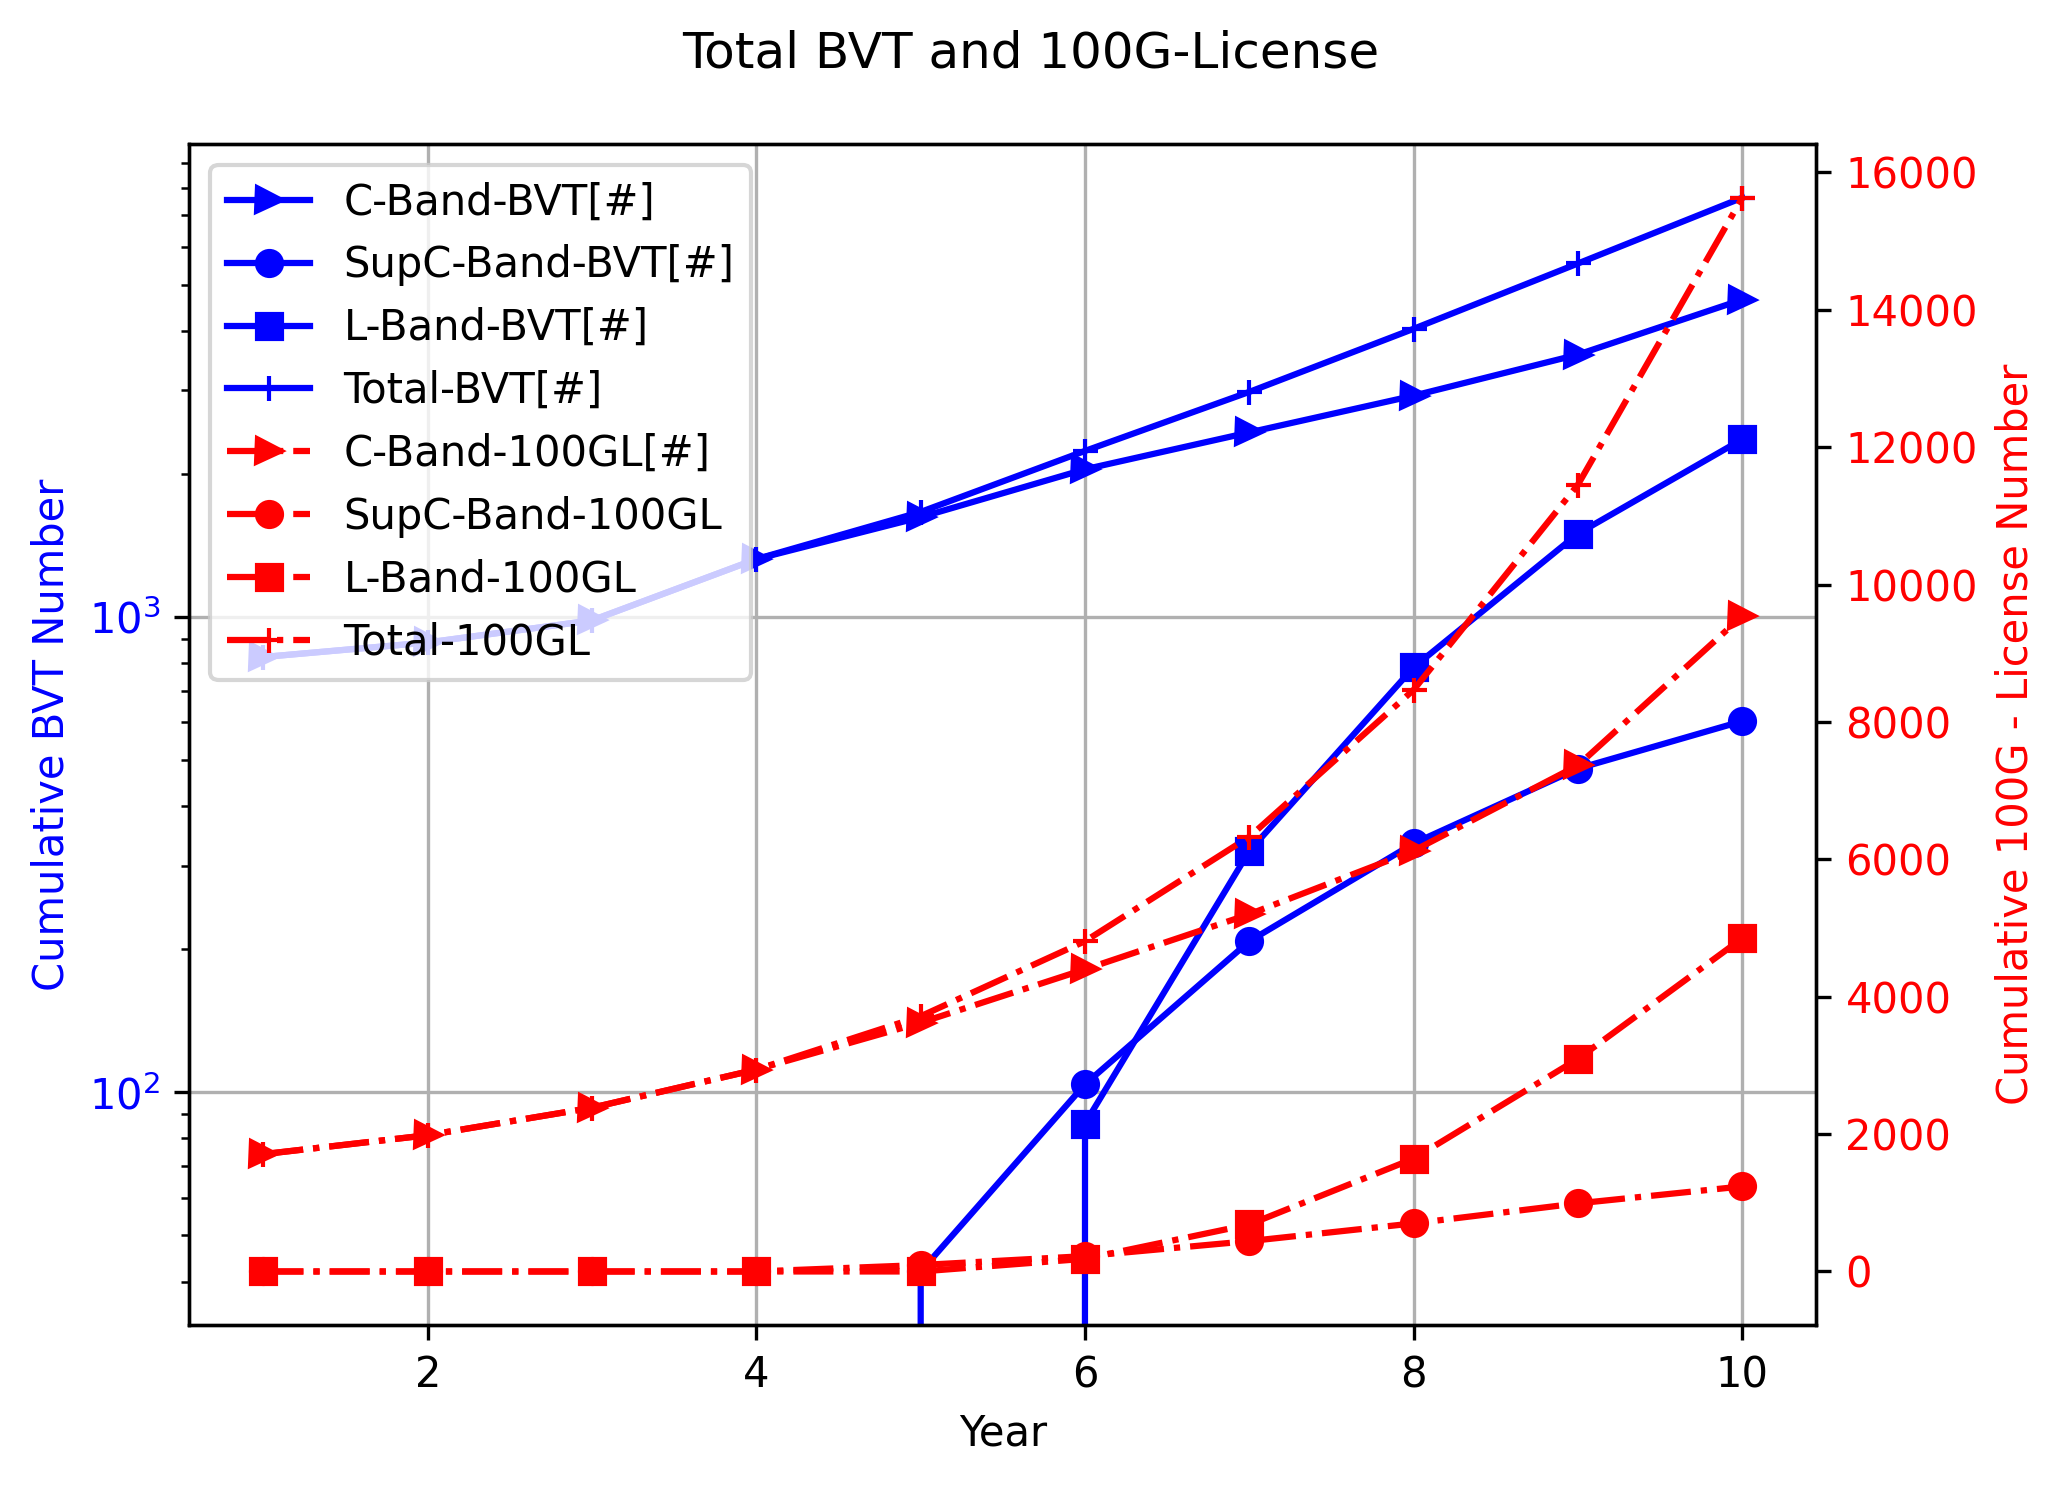 Total BVT and 100G-License
C-Band-BVT[#]
SupC-Band-BVT[#]
L-Band-BVT[#]
Total-BVT[#]
C-Band-100GL[#]
SupC-Band-100GL
L-Band-100GL
Total-100GL
Cumulative BVT Number
10³
10²
16000
14000
12000
10000
8000
6000
4000
2000
0
Cumulative 100G - License Number
2 4 6 8 10
Year